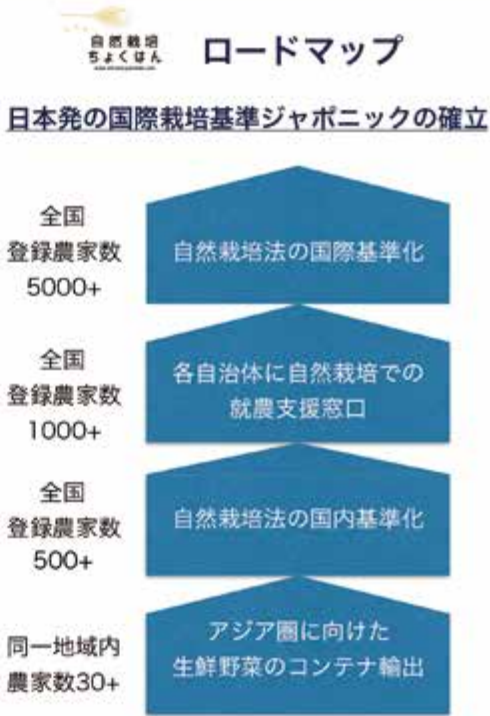 自然栽培
ちょくはん
ロードマップ
日本発の国際栽培基準ジャポニックの確立
全国
登録農家数
5000+
自然栽培法の国際基準化
全国
登録農家数
1000+
各自治体に自然栽培での
就農支援窓口
全国
登録農家数
500+
自然栽培法の国内基準化
同一地域内
農家数30+
アジア圏に向けた
生鮮野菜のコンテナ輸出